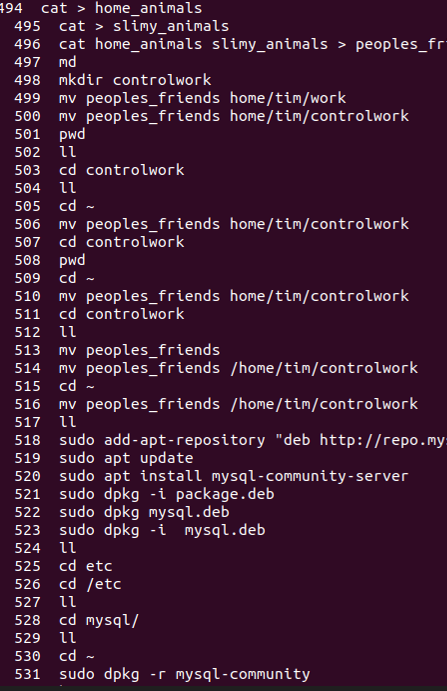 494 cat > home_animals
495 cat > slimy_animals
496 cat home_animals slimy_animals > peoples_fr
497 md
498 mkdir controlwork
499 mv peoples_friends home/tim/work
500 mv peoples_friends home/tim/controlwork
501 pwd
502 ll
503 cd controlwork
504 ll
505 cd ~
506 mv peoples_friends home/tim/controlwork
507 cd controlwork
508 pwd
509 cd ~
510 mv peoples_friends home/tim/controlwork
511 cd controlwork
512 ll
513 mv peoples_friends
514 mv peoples_friends /home/tim/controlwork
515 cd ~
516 mv peoples_friends /home/tim/controlwork
517 ll
518 sudo add-apt-repository "deb http://repo.mys
519 sudo apt update
520 sudo apt install mysql-community-server
521 sudo dpkg -i package.deb
522 sudo dpkg mysql.deb
523 sudo dpkg -i  mysql.deb
524 ll
525 cd etc
526 cd /etc
527 ll
528 cd mysql/
529 ll
530 cd ~
531 sudo dpkg -r mysql-community